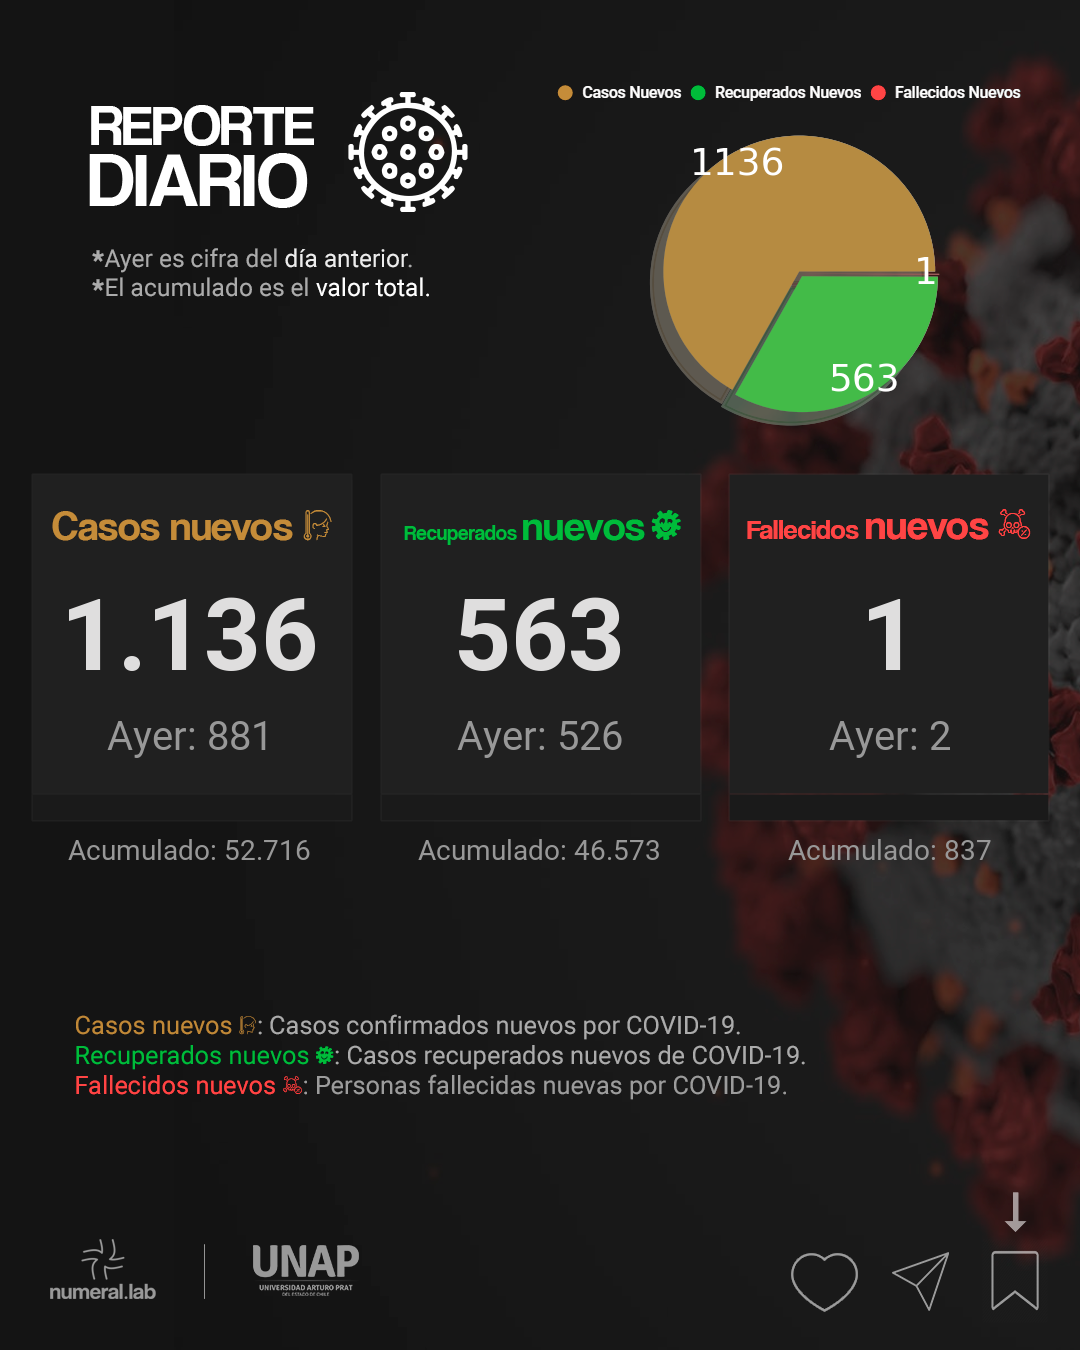 REPORTE
DIARIO
*Ayer es cifra del día anterior.
*El acumulado es el valor total.
Casos Nuevos Recuperados Nuevos Fallecidos Nuevos
1136
1
563
Casos nuevos
1.136
Ayer: 881
Acumulado: 52.716
Recuperados nuevos
563
Ayer: 526
Acumulado: 46.573
Fallecidos nuevos
1
Ayer: 2
Acumulado: 837
Casos nuevos : Casos confirmados nuevos por COVID-19.
Recuperados nuevos : Casos recuperados nuevos de COVID-19.
Fallecidos nuevos : Personas fallecidas nuevas por COVID-19.
numeral.lab
UNAP
UNIVERSIDAD ARTURO PRAT
DEL ESTADO DE CHILE